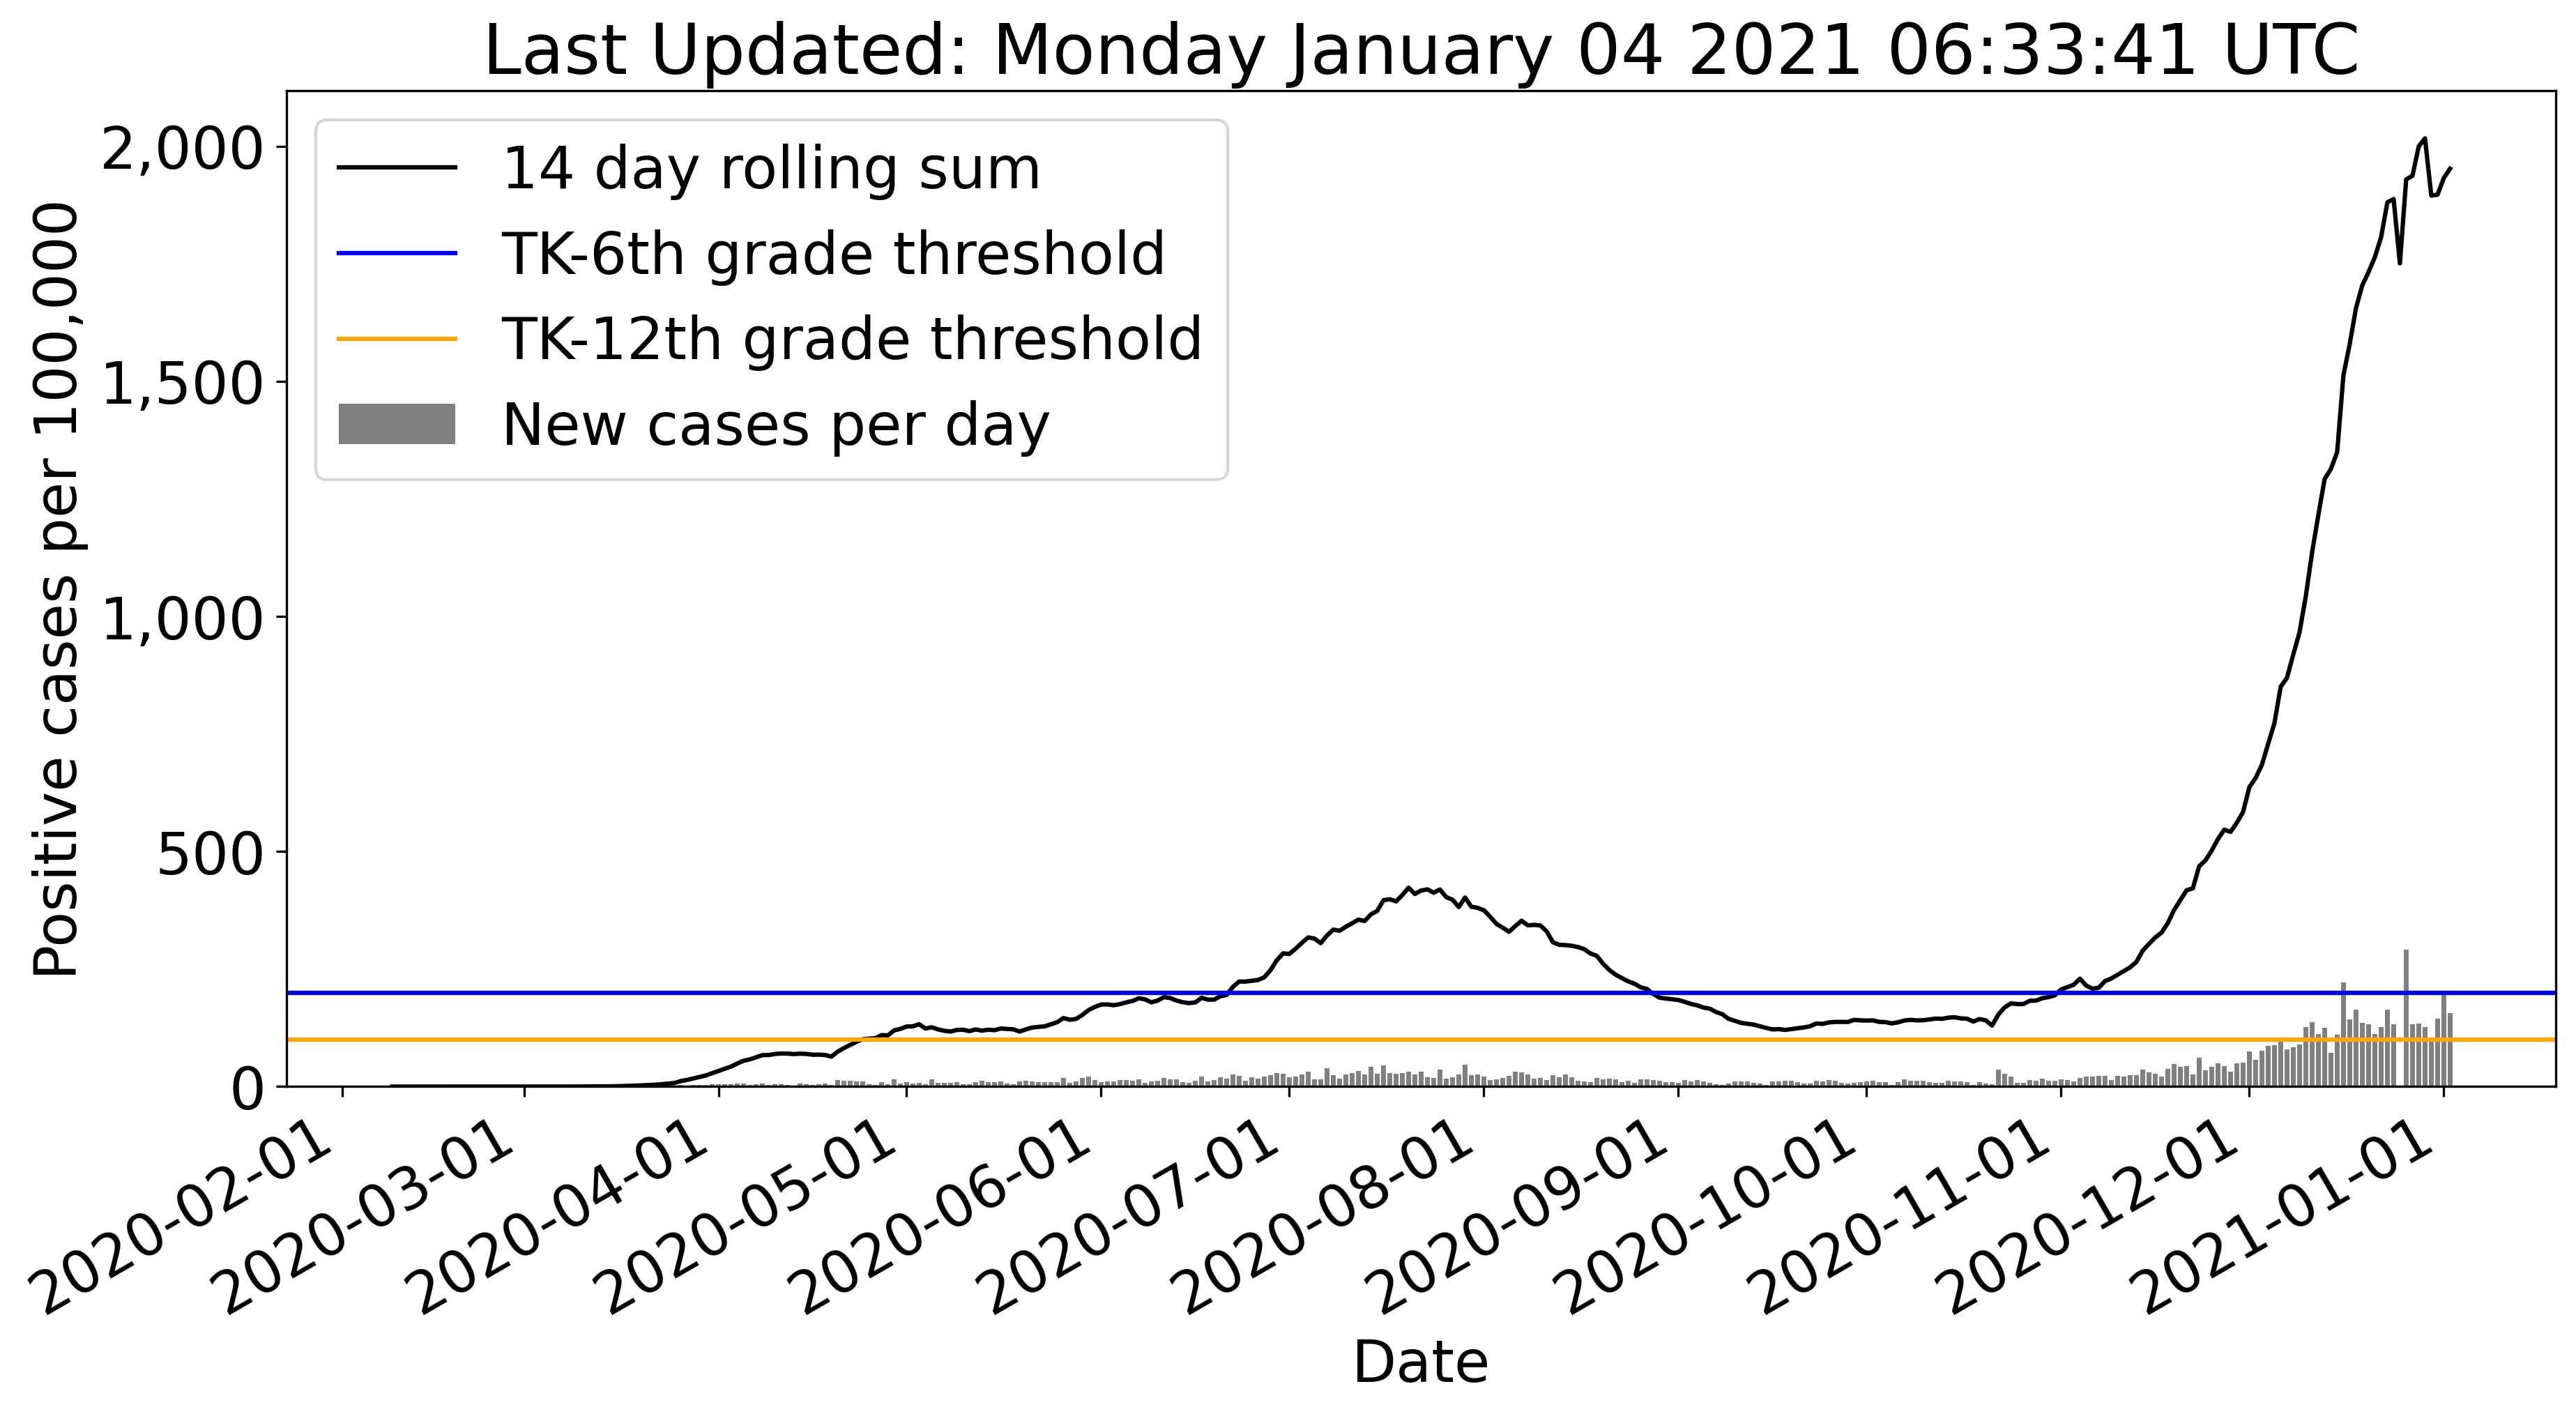 Last Updated: Monday January 04 2021 06:33:41 UTC
14 day rolling sum
TK-6th grade threshold
TK-12th grade threshold
New cases per day
Positive cases per 100,000
2,000
1,500
1,000
500
0
2020-02-01
2020-03-01
2020-04-01
2020-05-01
2020-06-01
2020-07-01
2020-08-01
2020-09-01
2020-10-01
2020-11-01
2020-12-01
2021-01-01
Date